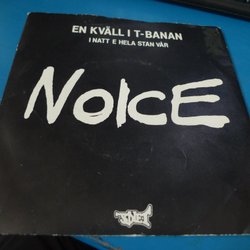 EN KVÄLL I T-BANAN
I NATT E HELA STAN VÅR
NOICE